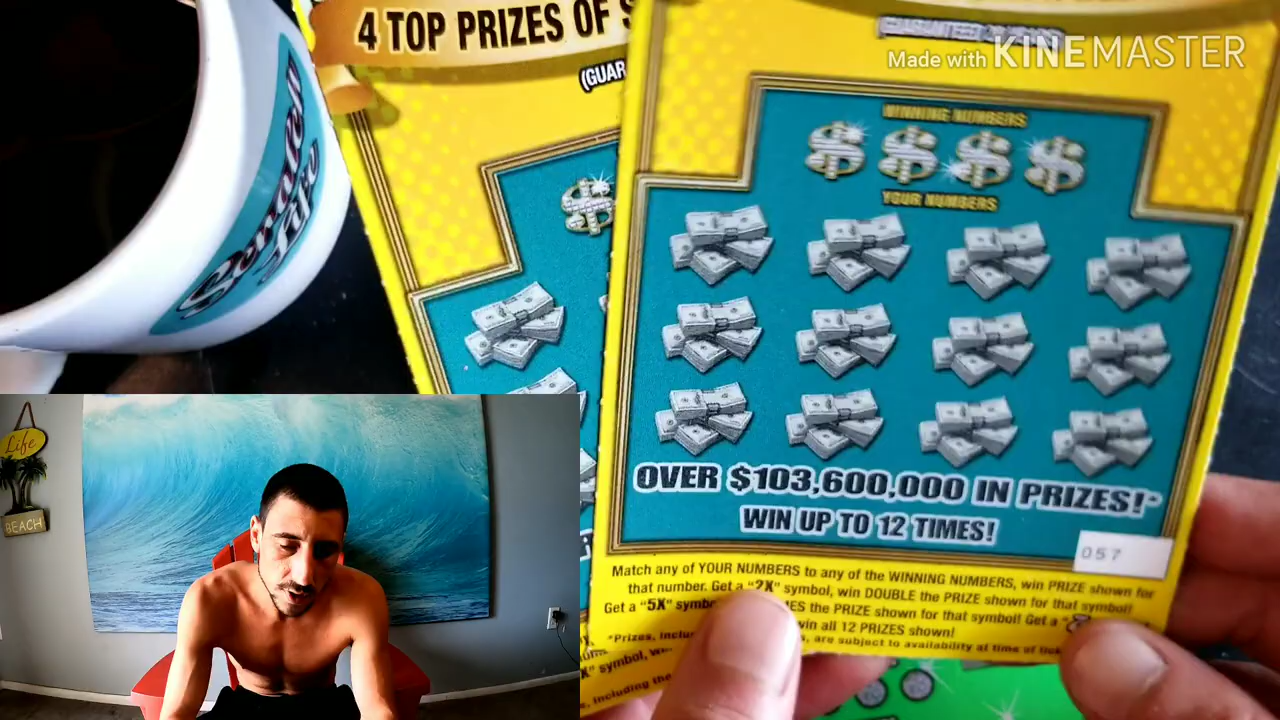 4 TOP PRIZES OF
(GUAR
Made with KINEMASTER
WINNING NUMBERS
YOUR NUMBERS
OVER $103,600,000 IN PRIZES!*
WIN UP TO 12 TIMES!
057
Match any of YOUR NUMBERS to any of the WINNING NUMBERS, win PRIZE shown for
that number. Get a "2X" symbol, win DOUBLE the PRIZE shown for that symbol!
Get a "5X" symb ES the PRIZE shown for that symbol! Get a "
win all 12 PRIZES shown!
*Prizes, inclu , are subject to availability at time of tick
X" symbol, w
s, including the
Life
BEACH